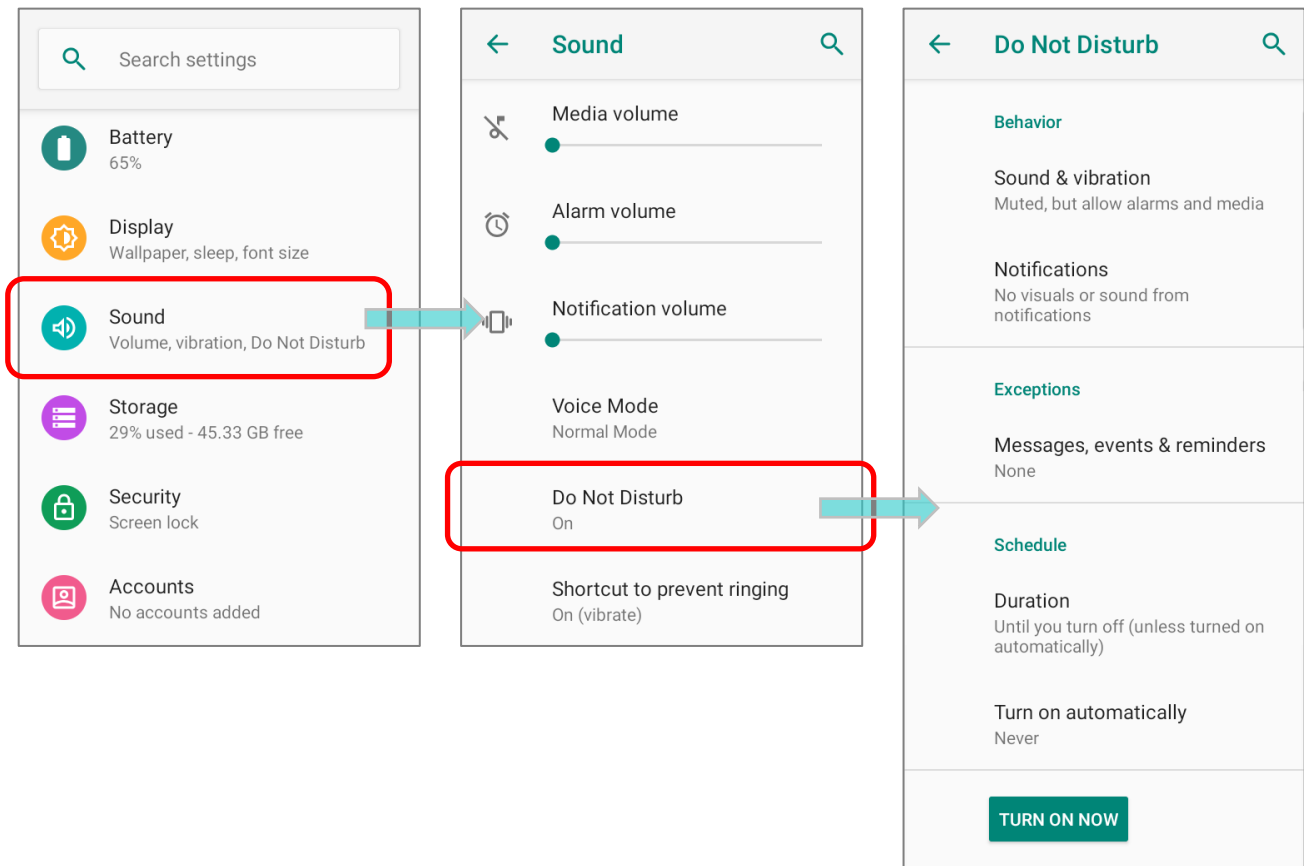 Search settings
Battery
65%
Display
Wallpaper, sleep, font size
Sound
Volume, vibration, Do Not Disturb
Storage
29% used - 45.33 GB free
Security
Screen lock
Accounts
No accounts added
Sound
Media volume
Alarm volume
Notification volume
Voice Mode
Normal Mode
Do Not Disturb
On
Shortcut to prevent ringing
On (vibrate)
Do Not Disturb
Behavior
Sound & vibration
Muted, but allow alarms and media
Notifications
No visuals or sound from
notifications
Exceptions
Messages, events & reminders
None
Schedule
Duration
Until you turn off (unless turned on
automatically)
Turn on automatically
Never
TURN ON NOW